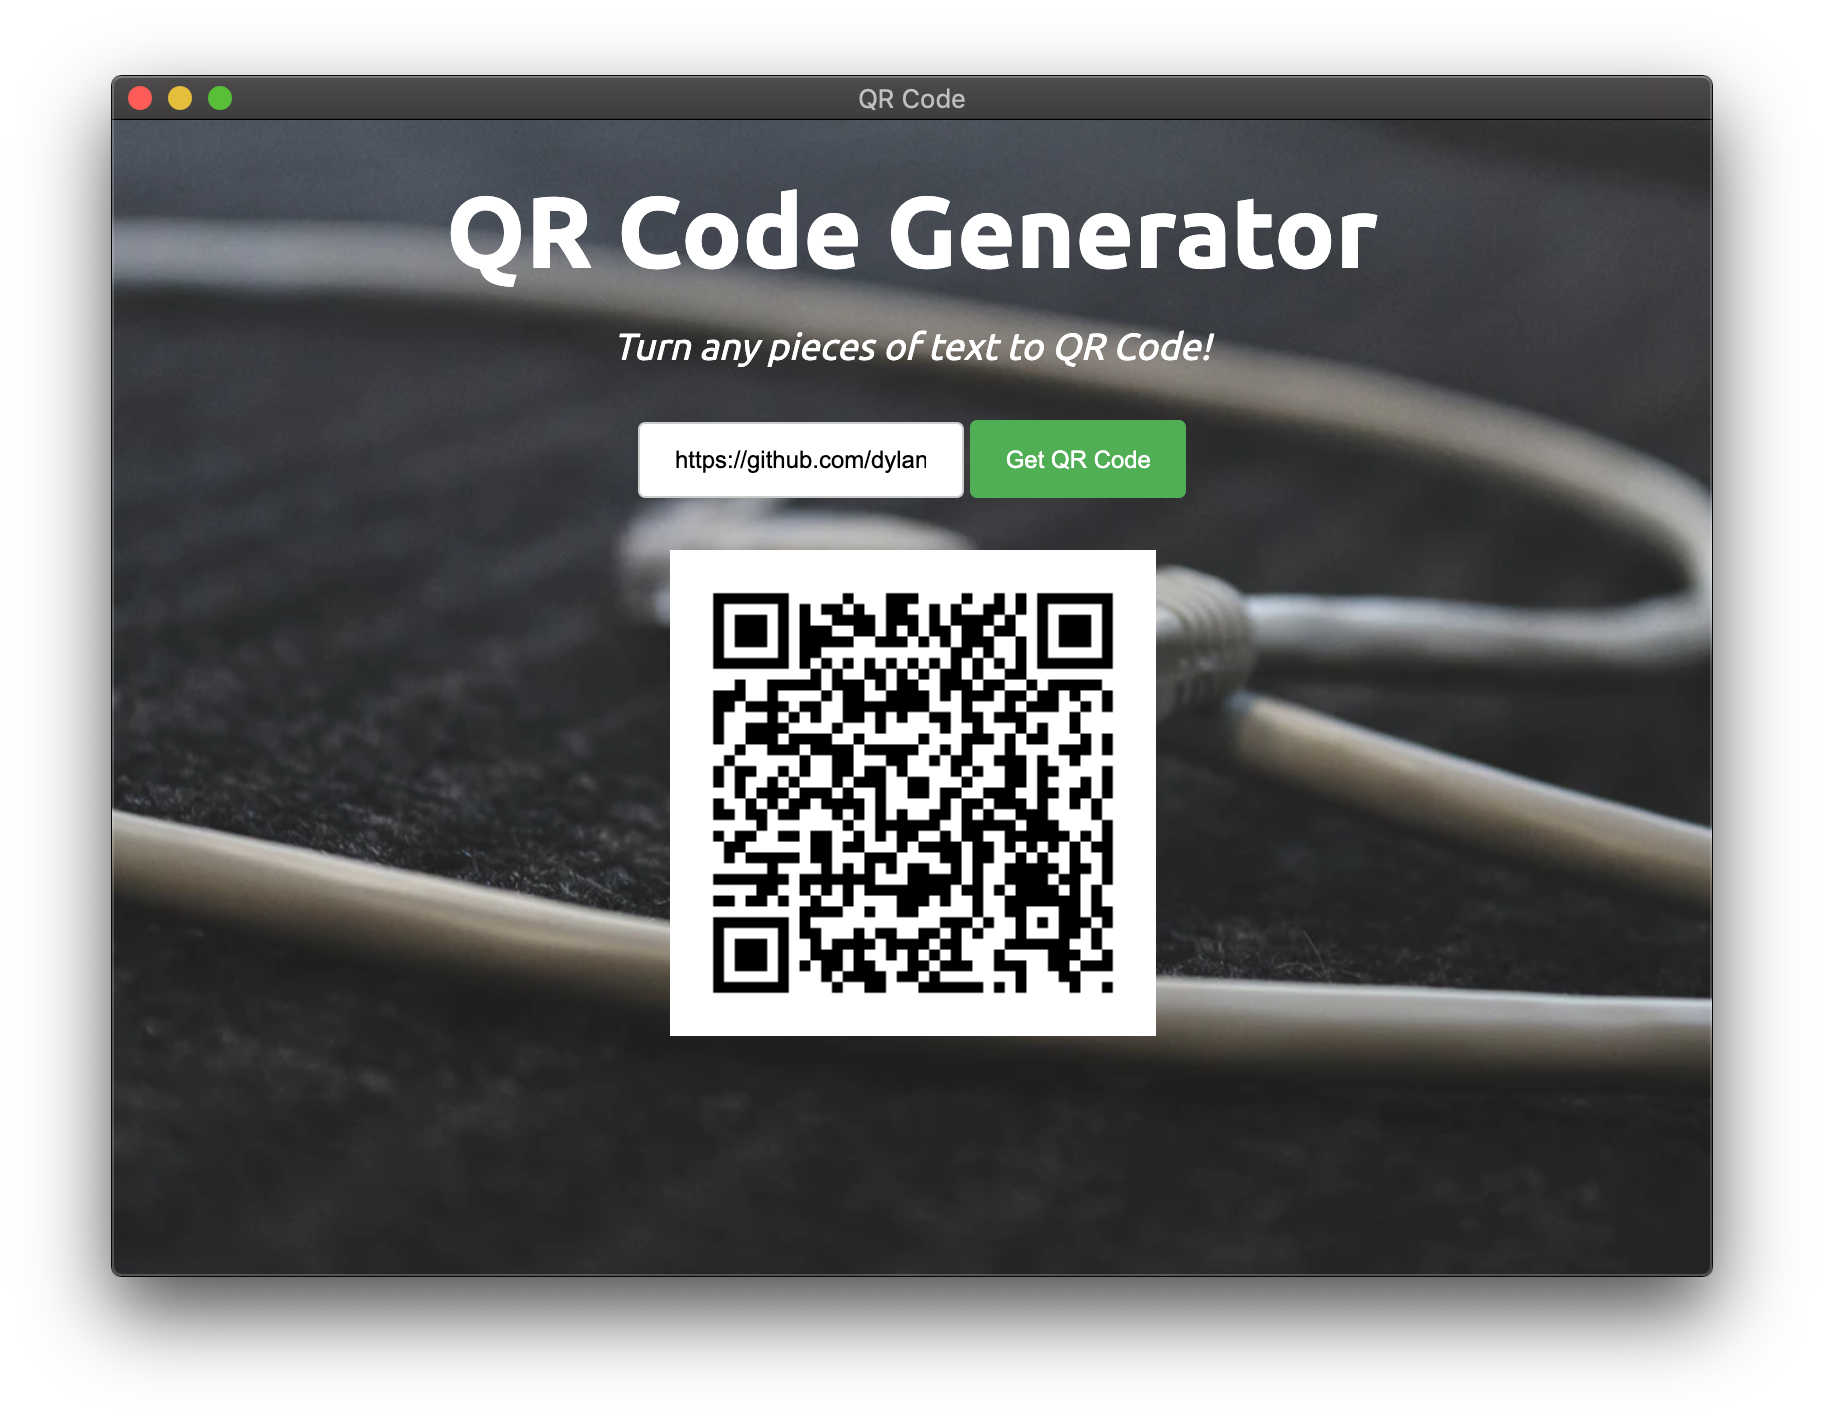 QR Code
QR Code Generator
Turn any pieces of text to QR Code!
https://github.com/dylan
Get QR Code